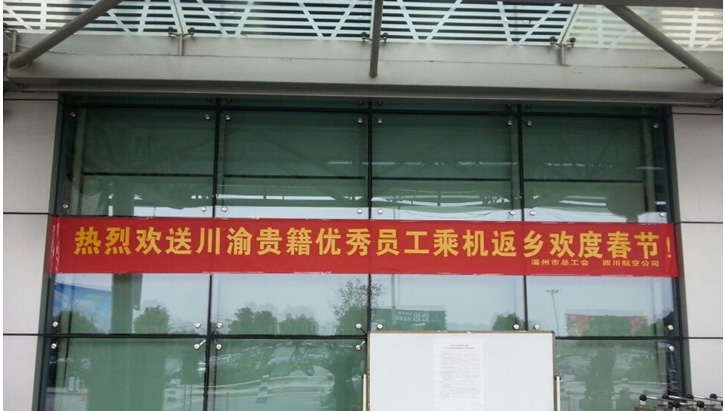 热烈欢送川渝贵籍优秀员工乘机返乡欢度春节!
温州市总工会 四川航空公司